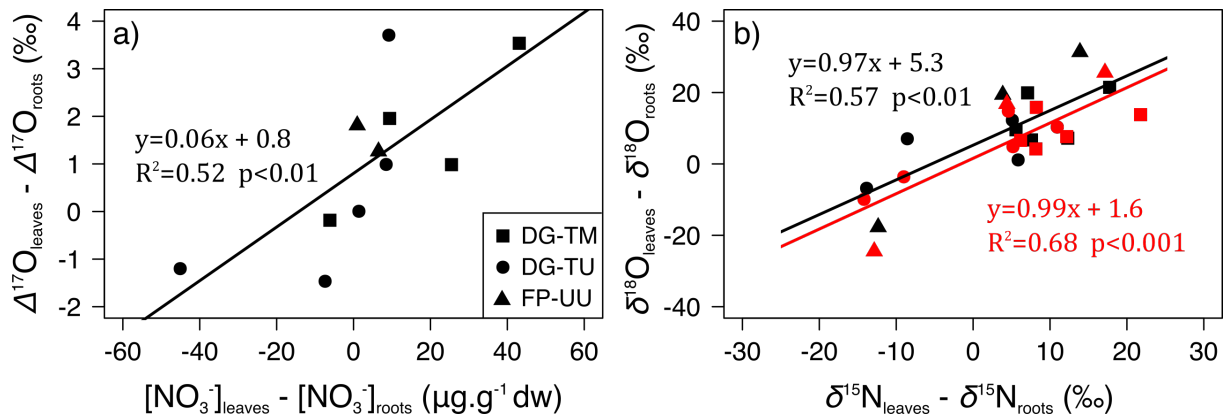 a)
Δ¹⁷Oleaves - Δ¹⁷Oroots (‰)
4
3
2
1
0
-1
-2
y=0.06x + 0.8
R²=0.52 p<0.01
DG-TM
DG-TU
FP-UU
-60 -40 -20 0 20 40 60
[NO₃⁻]leaves - [NO₃⁻]roots (µg.g⁻¹ dw)
b)
δ¹⁸Oleaves - δ¹⁸Oroots (‰)
40
20
0
-20
-40
y=0.97x + 5.3
R²=0.57 p<0.01
y=0.99x + 1.6
R²=0.68 p<0.001
-30 -20 -10 0 10 20 30
δ¹⁵Nleaves - δ¹⁵Nroots (‰)